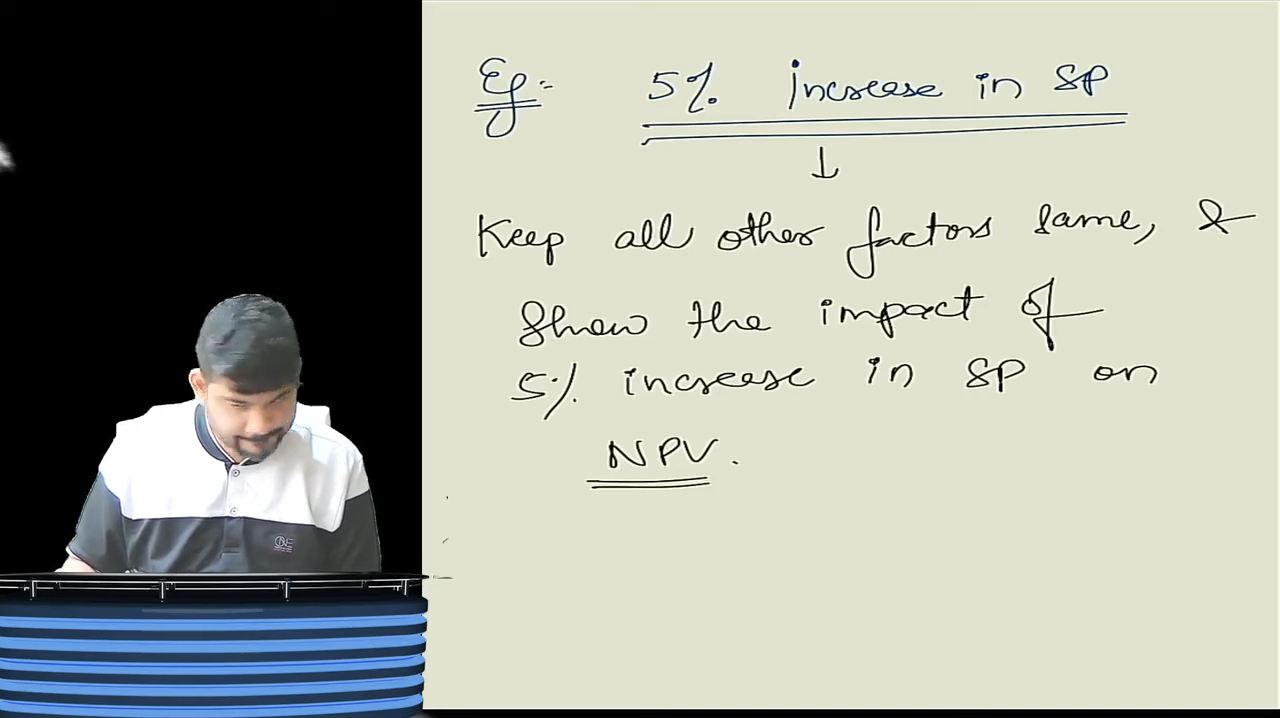 Eg:- 5% increase in SP
↓
Keep all other factors same, &
Show the impact of
5% increase in SP on
NPV.